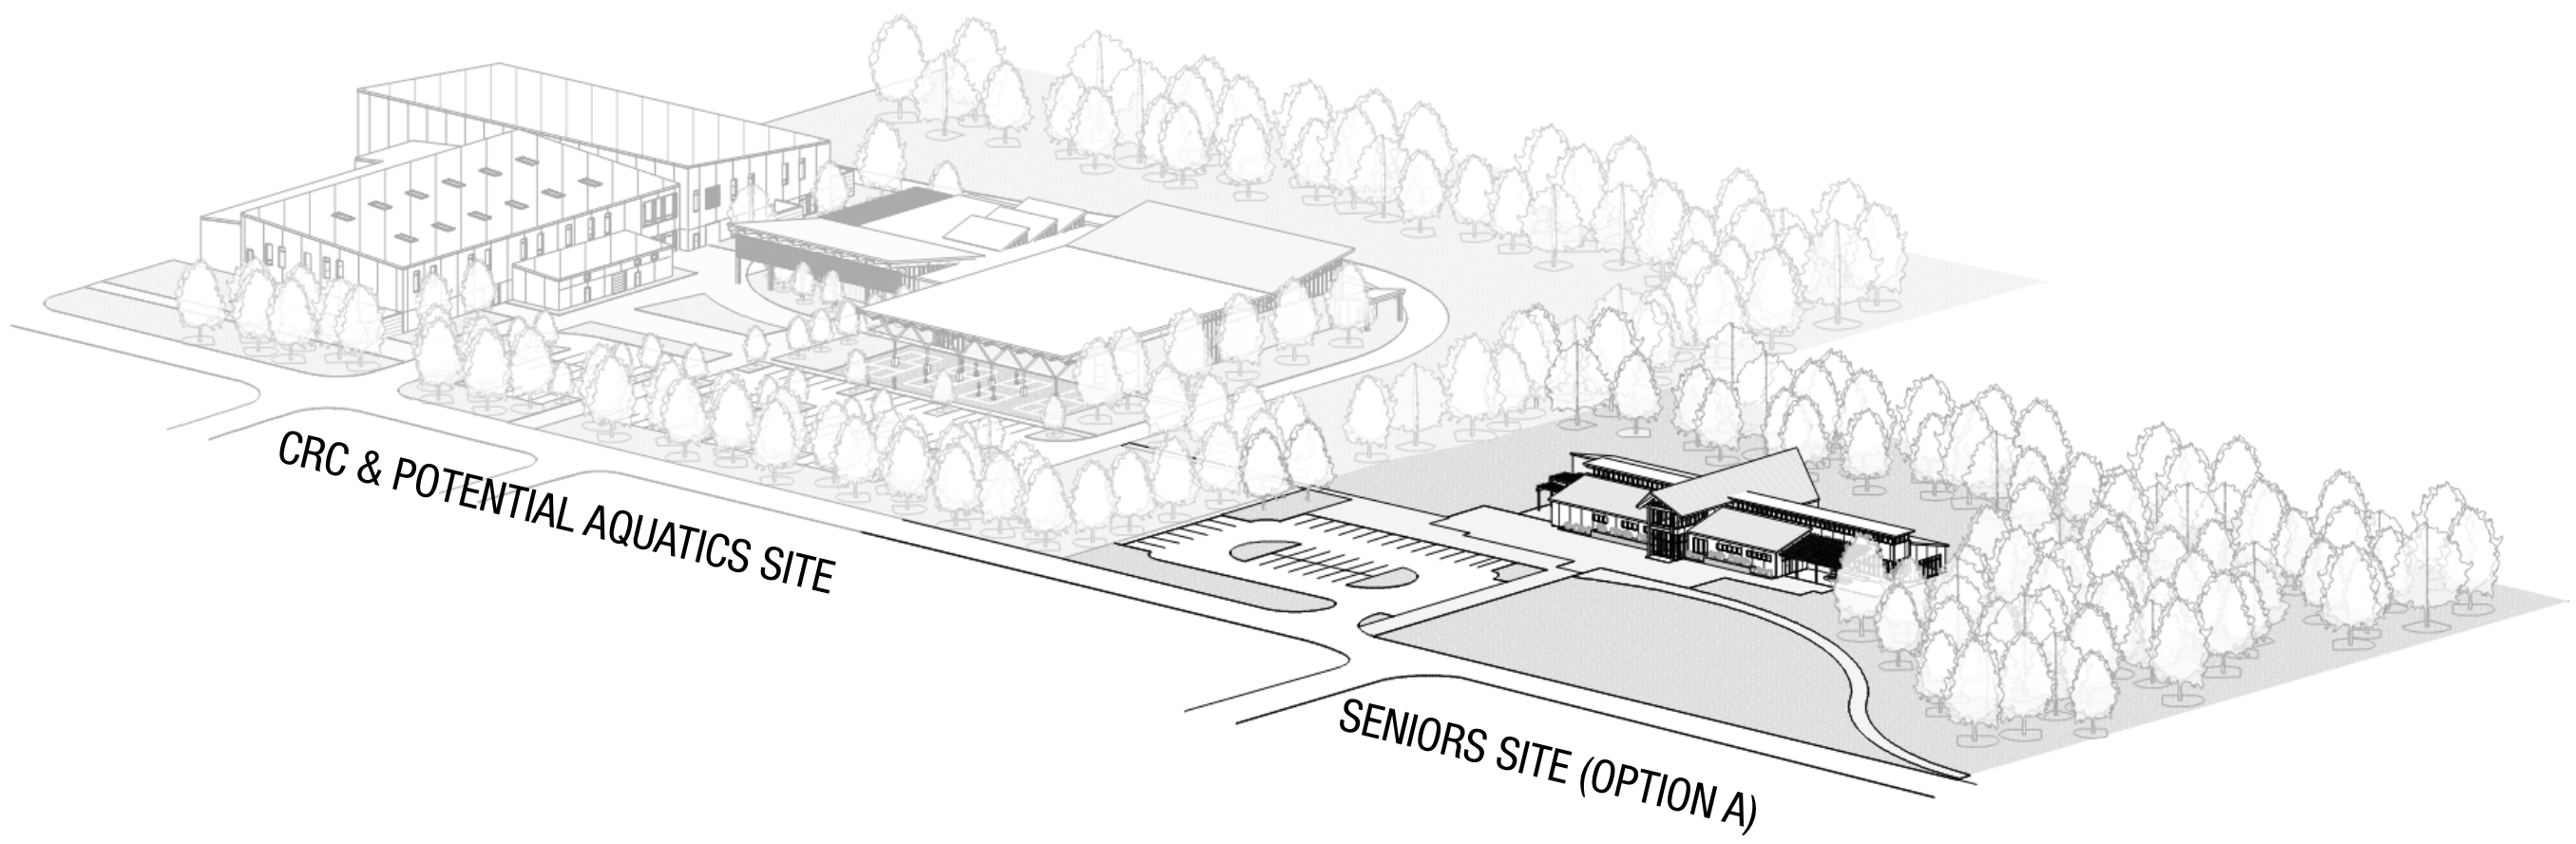 CRC & POTENTIAL AQUATICS SITE
SENIORS SITE (OPTION A)